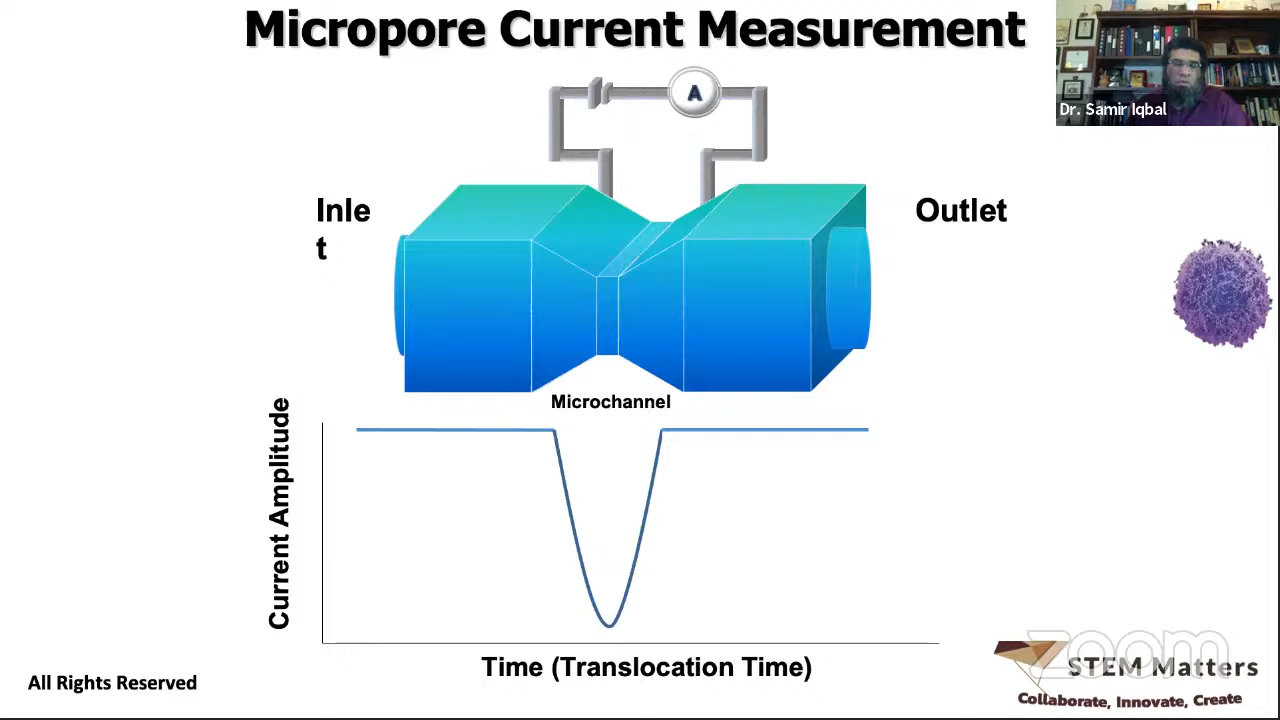 Micropore Current Measurement
Dr. Samir Iqbal
A
Inle
t
Outlet
Microchannel
Current Amplitude
Time (Translocation Time)
All Rights Reserved
zoom
STEM Matters
Collaborate, Innovate, Create